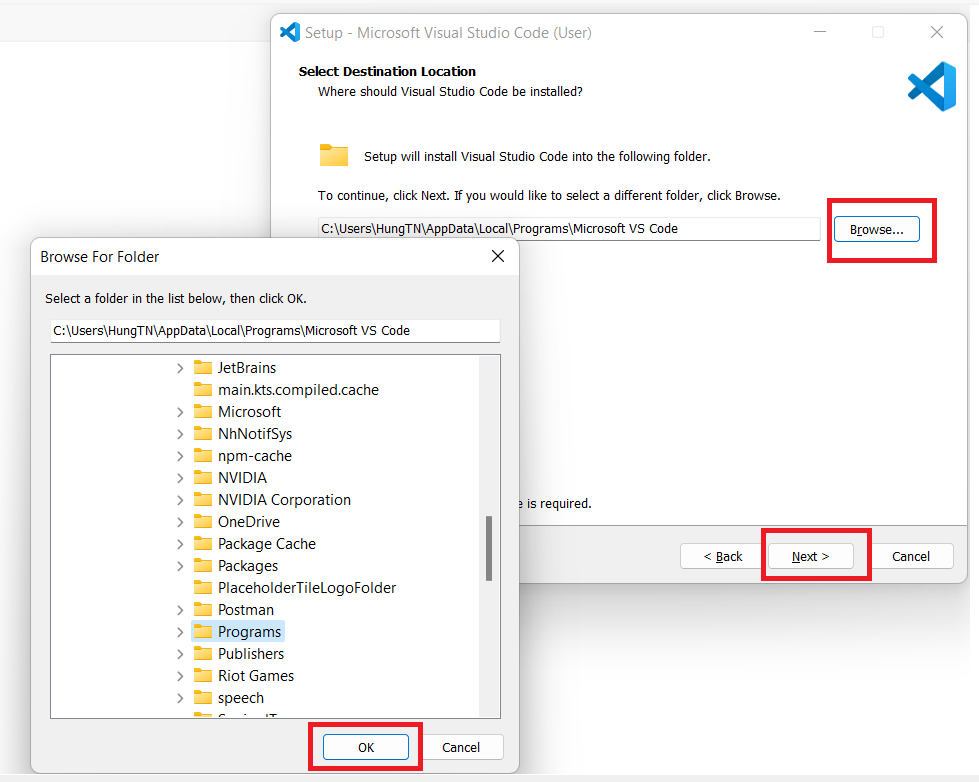 Setup - Microsoft Visual Studio Code (User)
Select Destination Location
Where should Visual Studio Code be installed?
Setup will install Visual Studio Code into the following folder.
To continue, click Next. If you would like to select a different folder, click Browse.
C:\Users\HungTN\AppData\Local\Programs\Microsoft VS Code
Browse...
e is required.
< Back
Next >
Cancel
Browse For Folder
Select a folder in the list below, then click OK.
C:\Users\HungTN\AppData\Local\Programs\Microsoft VS Code
JetBrains
main.kts.compiled.cache
Microsoft
NhNotifSys
npm-cache
NVIDIA
NVIDIA Corporation
OneDrive
Package Cache
Packages
PlaceholderTileLogoFolder
Postman
Programs
Publishers
Riot Games
speech
OK
Cancel